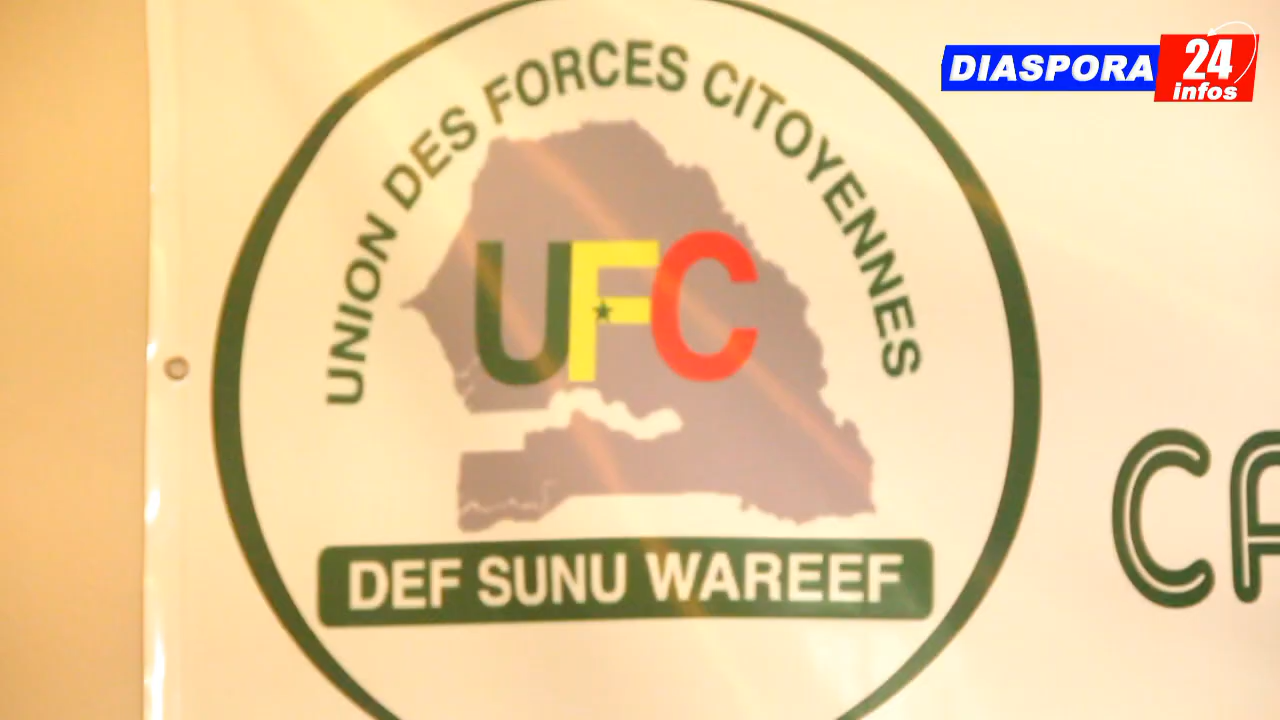 DIASPORA 24 infos
UNION DES FORCES CITOYENNES
UFC
DEF SUNU WAREEF